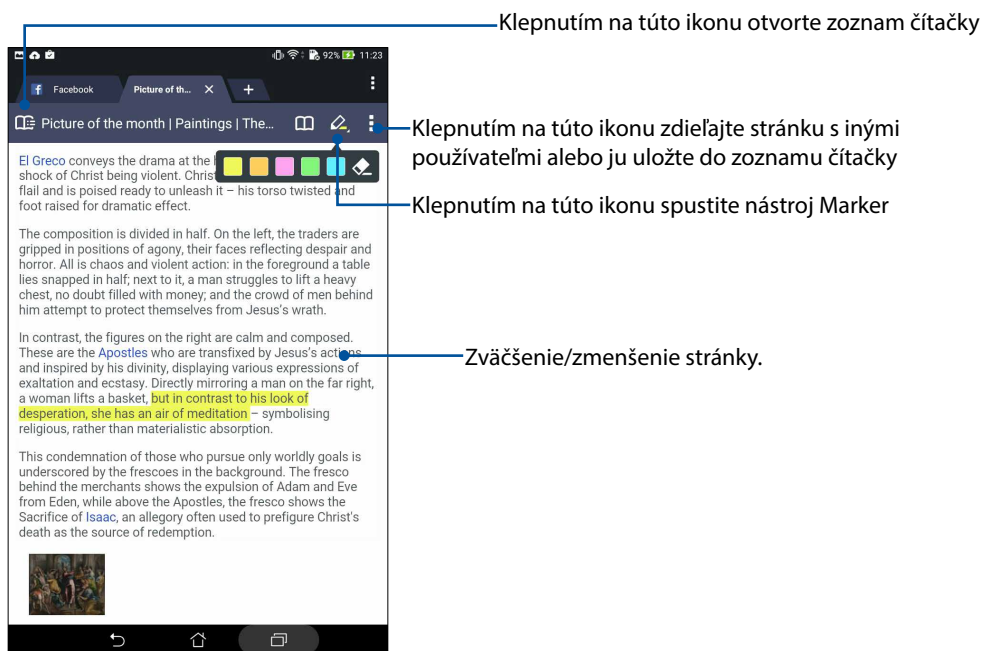 Klepnutím na túto ikonu otvorte zoznam čítačky
92% 11:23
Facebook
Picture of th...
Picture of the month | Paintings | The...
Klepnutím na túto ikonu zdieľajte stránku s inými
používateľmi alebo ju uložte do zoznamu čítačky
Klepnutím na túto ikonu spustite nástroj Marker
El Greco conveys the drama at the
shock of Christ being violent. Christ
flail and is poised ready to unleash it – his torso twisted and
foot raised for dramatic effect.
The composition is divided in half. On the left, the traders are
gripped in positions of agony, their faces reflecting despair and
horror. All is chaos and violent action: in the foreground a table
lies snapped in half; next to it, a man struggles to lift a heavy
chest, no doubt filled with money; and the crowd of men behind
him attempt to protect themselves from Jesus's wrath.
In contrast, the figures on the right are calm and composed.
These are the Apostles who are transfixed by Jesus's actions
and inspired by his divinity, displaying various expressions of
exaltation and ecstasy. Directly mirroring a man on the far right,
a woman lifts a basket, but in contrast to his look of
desperation, she has an air of meditation – symbolising
religious, rather than materialistic absorption.
Zväčšenie/zmenšenie stránky.
This condemnation of those who pursue only worldly goals is
underscored by the frescoes in the background. The fresco
behind the merchants shows the expulsion of Adam and Eve
from Eden, while above the Apostles, the fresco shows the
Sacrifice of Isaac, an allegory often used to prefigure Christ's
death as the source of redemption.